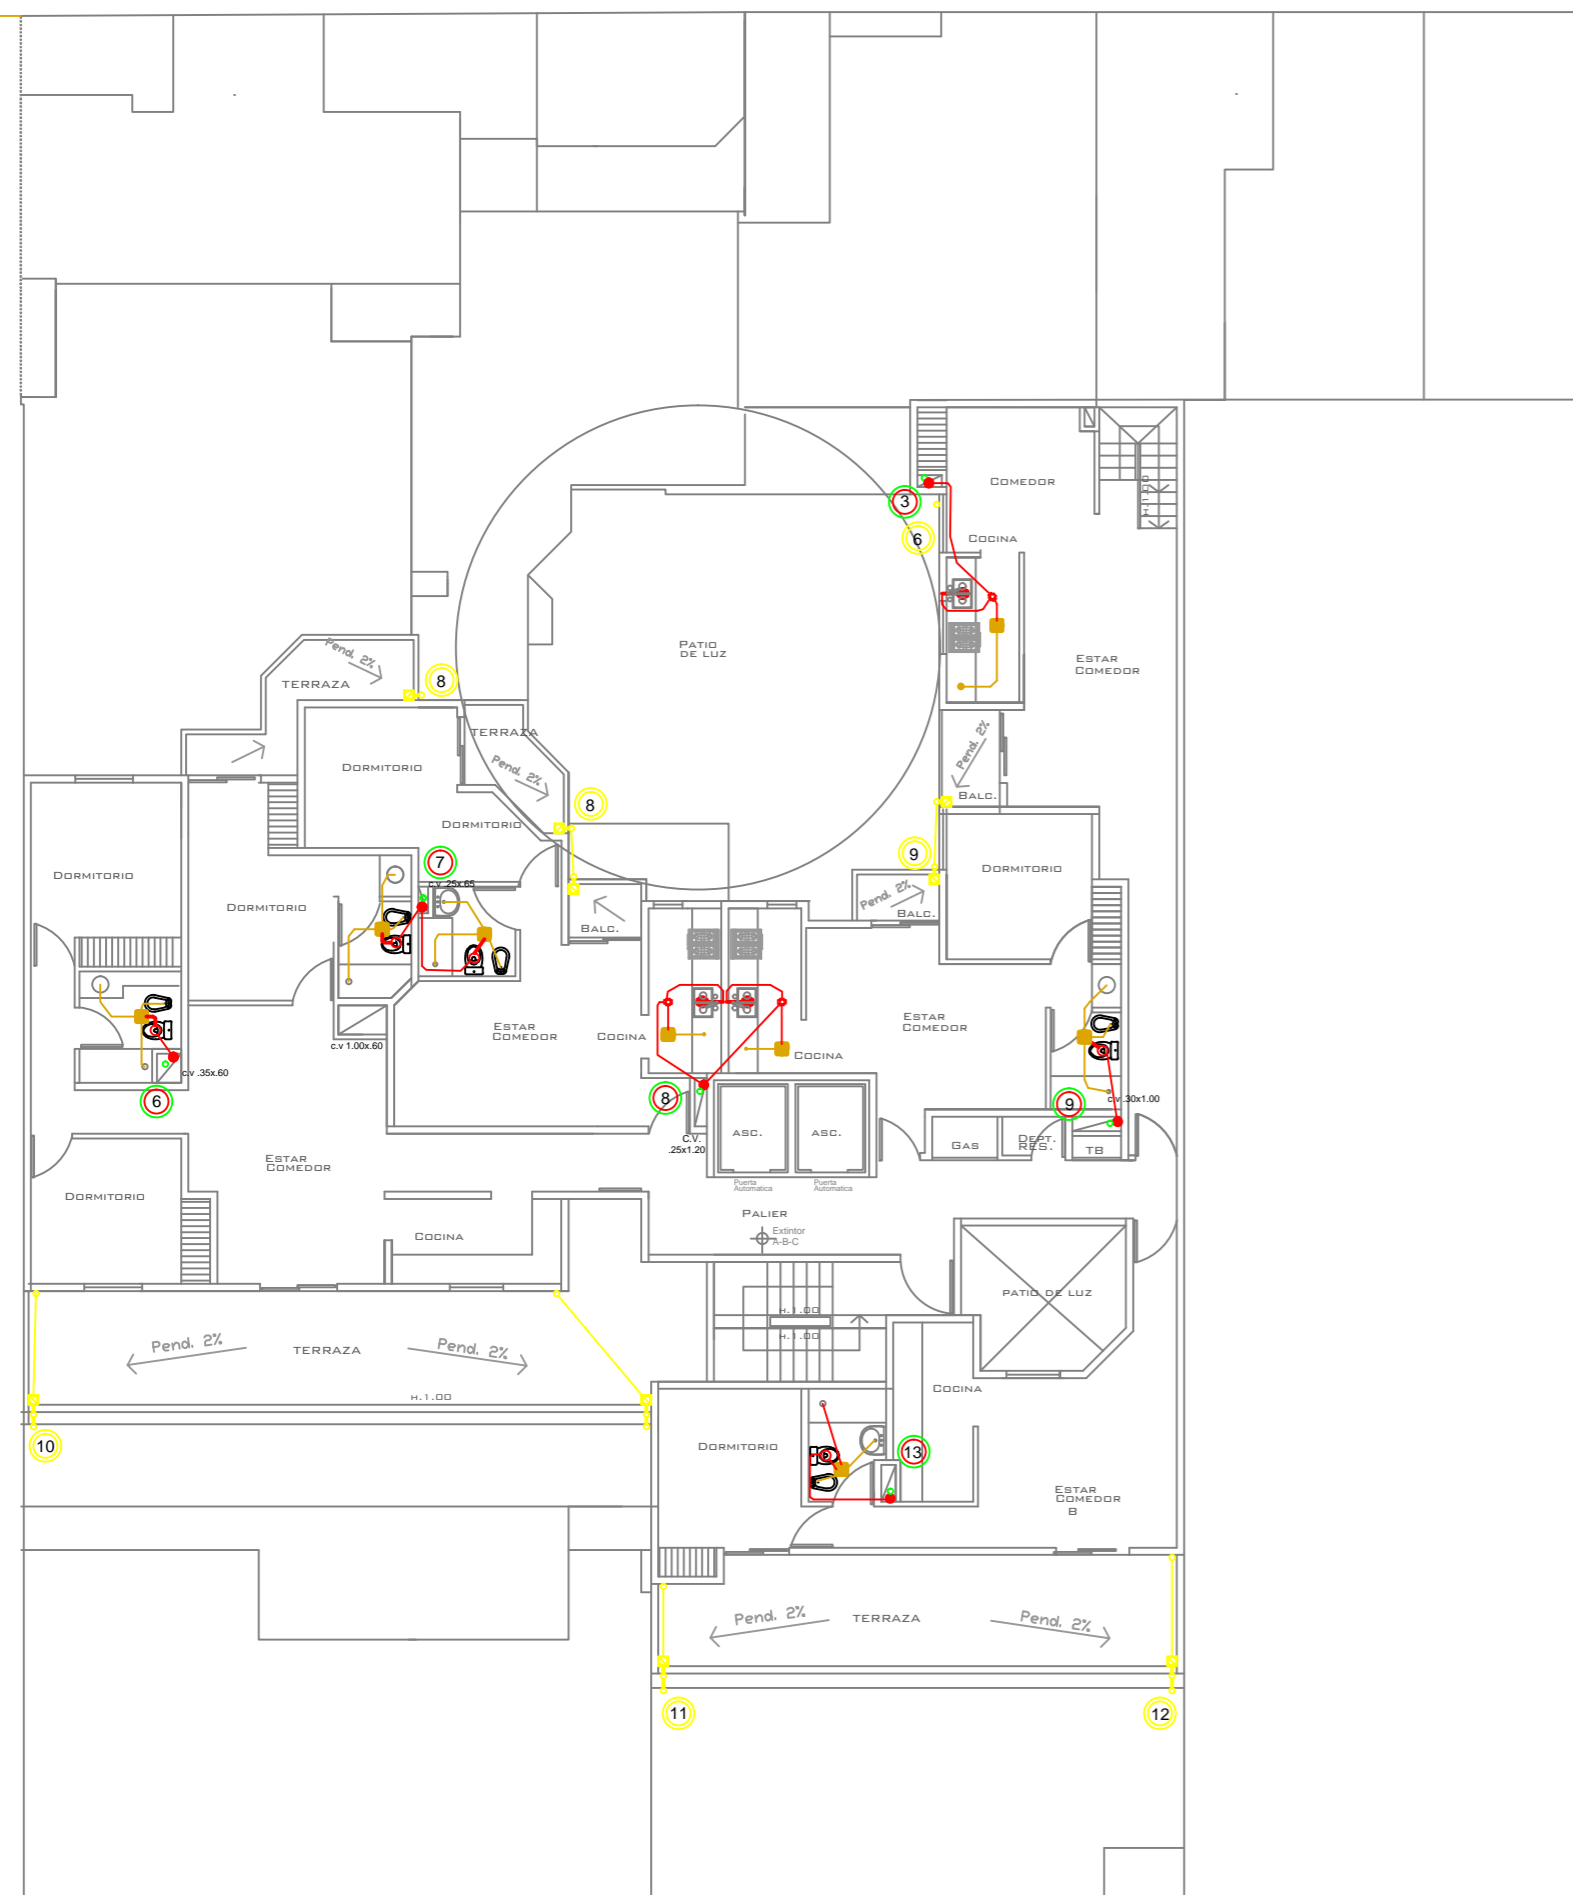 COMEDOR
3
H.1.00
6
COCINA
PATIO
DE LUZ
ESTAR
COMEDOR
Pend. 2%
TERRAZA
8
TERRAZA
Pend. 2%
DORMITORIO
Pend. 2%
BALC.
8
DORMITORIO
9
7
DORMITORIO
DORMITORIO
c.v .25x.65
Pend. 2%
DORMITORIO
BALC.
BALC.
ESTAR
COMEDOR
COCINA
ESTAR
COMEDOR
c.v 1.00x.60
COCINA
c.v .35x.60
6
8
9
c.v .30x1.00
C.V.
.25x1.20
ASC.
ASC.
GAS
DEPT.
RES.
TB
ESTAR
COMEDOR
Puerta
Automatica
Puerta
Automatica
DORMITORIO
PALIER
Extintor
A-B-C
COCINA
PATIO DE LUZ
H.1.00
Pend. 2%
TERRAZA
Pend. 2%
H.1.00
COCINA
H.1.00
10
DORMITORIO
13
ESTAR
COMEDOR
B
Pend. 2%
TERRAZA
Pend. 2%
11
12